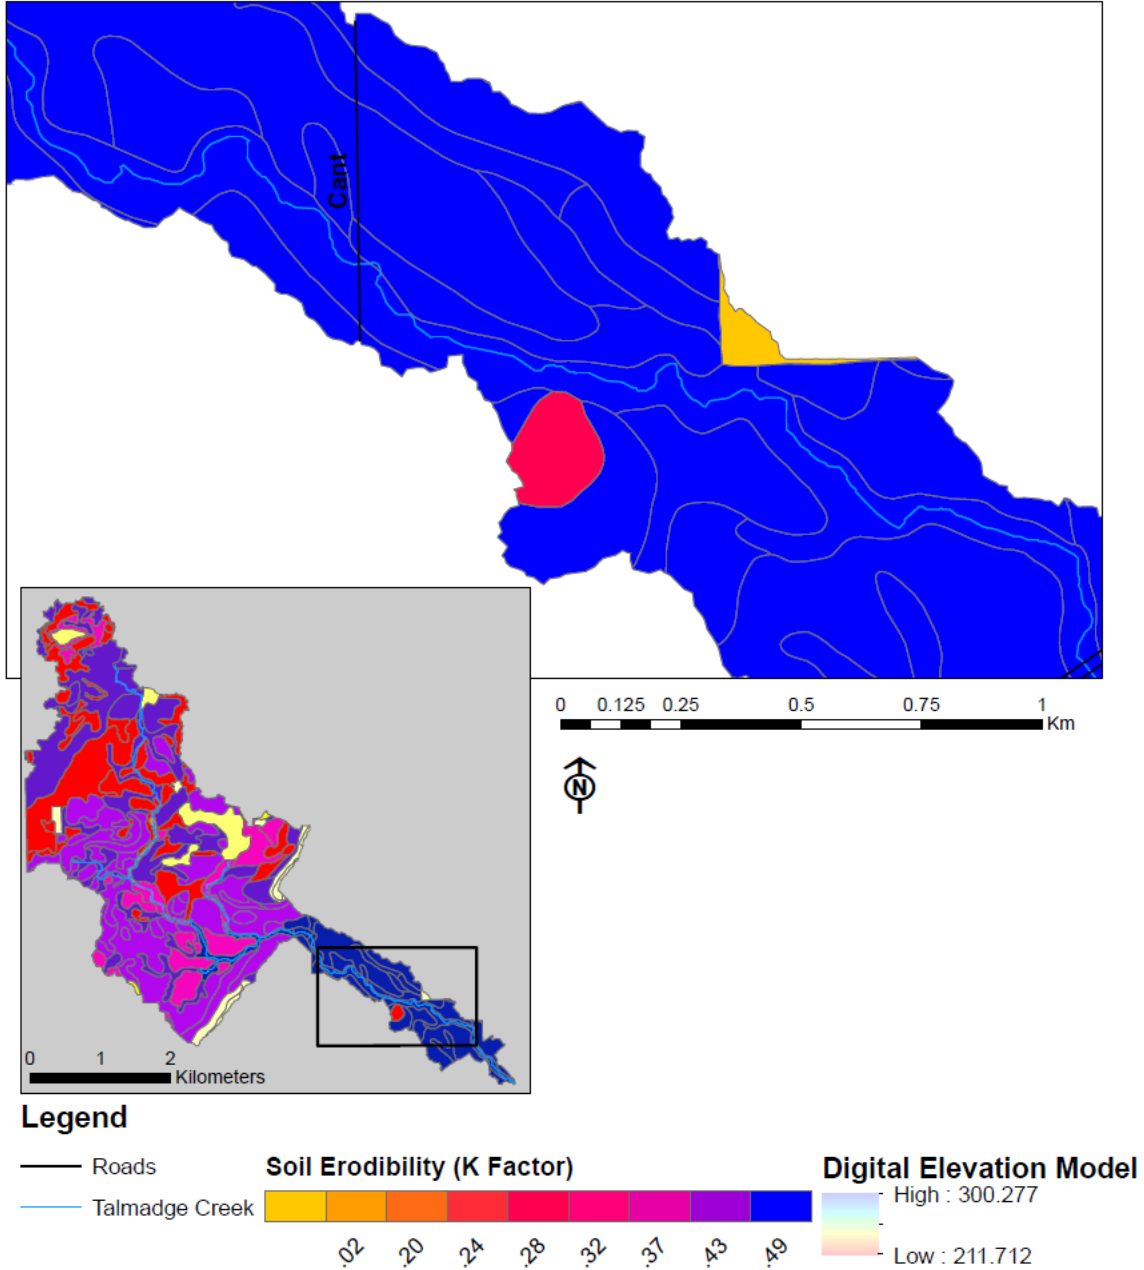 Cant
0 0.125 0.25 0.5 0.75 1
Km
N
0 1 2
Kilometers
Legend
Roads
Talmadge Creek
Soil Erodibility (K Factor)
.02 .20 .24 .28 .32 .37 .43 .49
Digital Elevation Model
High : 300.277
Low : 211.712